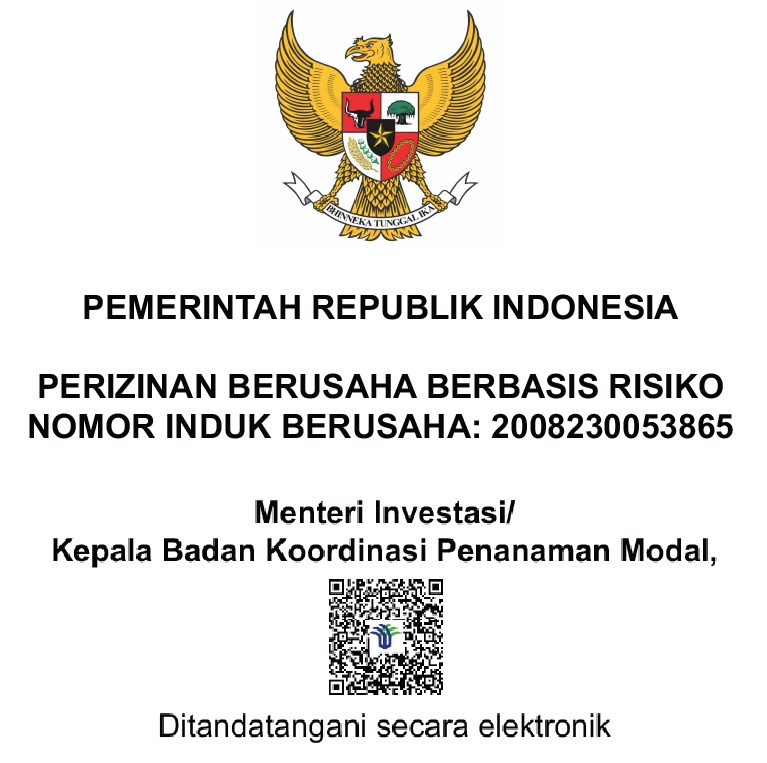 BHINNEKA TUNGGAL IKA
PEMERINTAH REPUBLIK INDONESIA
PERIZINAN BERUSAHA BERBASIS RISIKO
NOMOR INDUK BERUSAHA: 2008230053865
Menteri Investasi/
Kepala Badan Koordinasi Penanaman Modal,
Ditandatangani secara elektronik